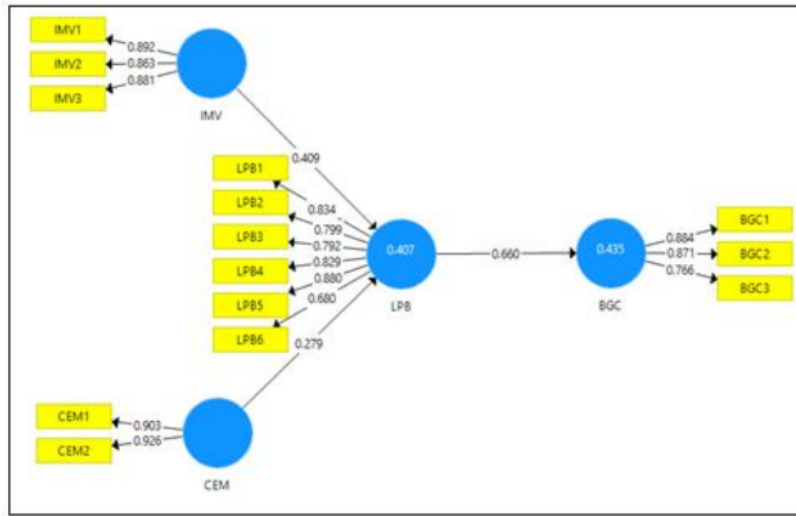 IMV1
0.892
IMV2
0.863
IMV3
0.881
IMV
0.409
LPB1
0.834
LPB2
0.799
LPB3
0.792
LPB4
0.829
LPB5
0.880
LPB6
0.680
0.407
LPB
0.660
0.435
BGC
0.884
BGC1
0.871
BGC2
0.766
BGC3
0.279
CEM1
0.903
CEM2
0.926
CEM